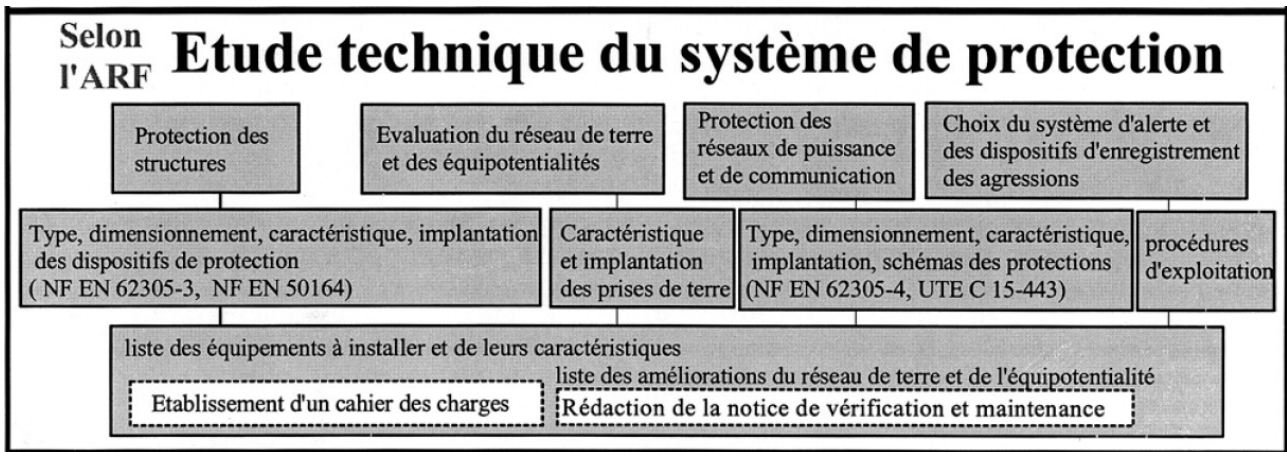 Selon
l'ARF
Etude technique du système de protection
Protection des
structures
Evaluation du réseau de terre
et des équipotentialités
Protection des
réseaux de puissance
et de communication
Choix du système d'alerte et
des dispositifs d'enregistrement
des agressions
Type, dimensionnement, caractéristique, implantation
des dispositifs de protection
( NF EN 62305-3, NF EN 50164)
Caractéristique
et implantation
des prises de terre
Type, dimensionnement, caractéristique,
implantation, schémas des protections
(NF EN 62305-4, UTE C 15-443)
procédures
d'exploitation
liste des équipements à installer et de leurs caractéristiques
liste des améliorations du réseau de terre et de l'équipotentialité
Etablissement d'un cahier des charges
Rédaction de la notice de vérification et maintenance